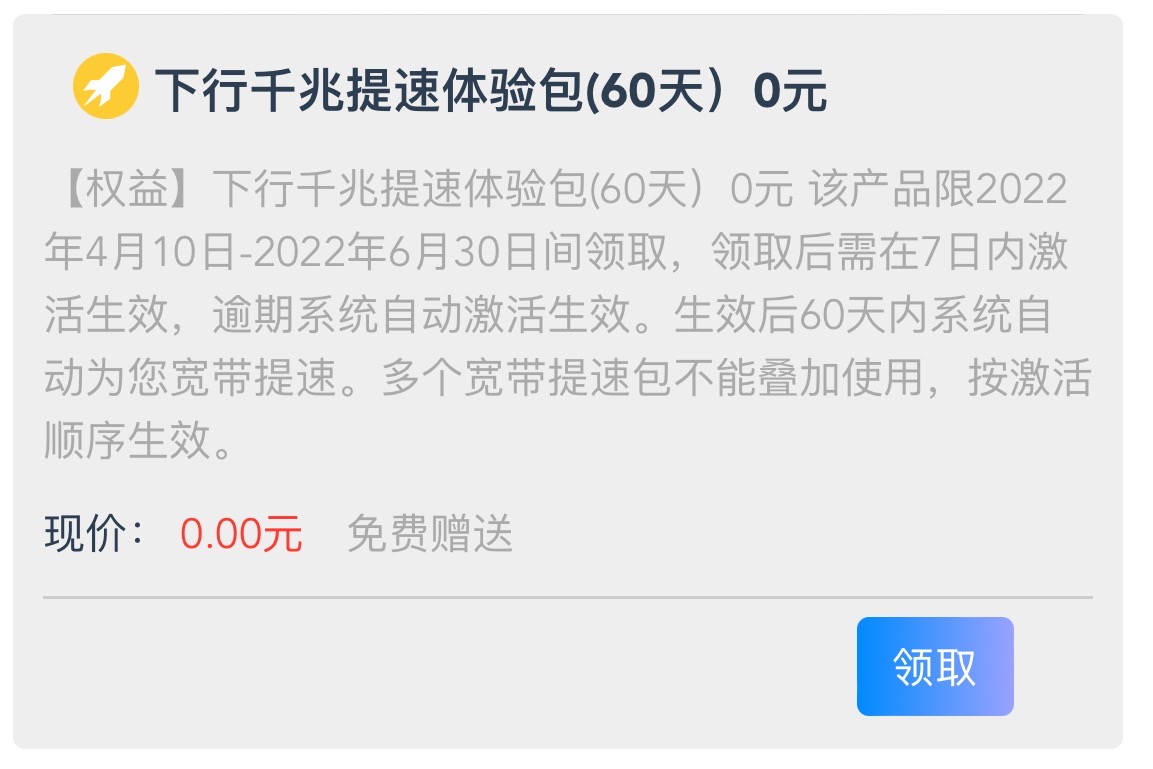 下行千兆提速体验包(60天）0元
【权益】下行千兆提速体验包(60天）0元 该产品限2022
年4月10日-2022年6月30日间领取，领取后需在7日内激
活生效，逾期系统自动激活生效。生效后60天内系统自
动为您宽带提速。多个宽带提速包不能叠加使用，按激活
顺序生效。
现价： 0.00元 免费赠送
领取